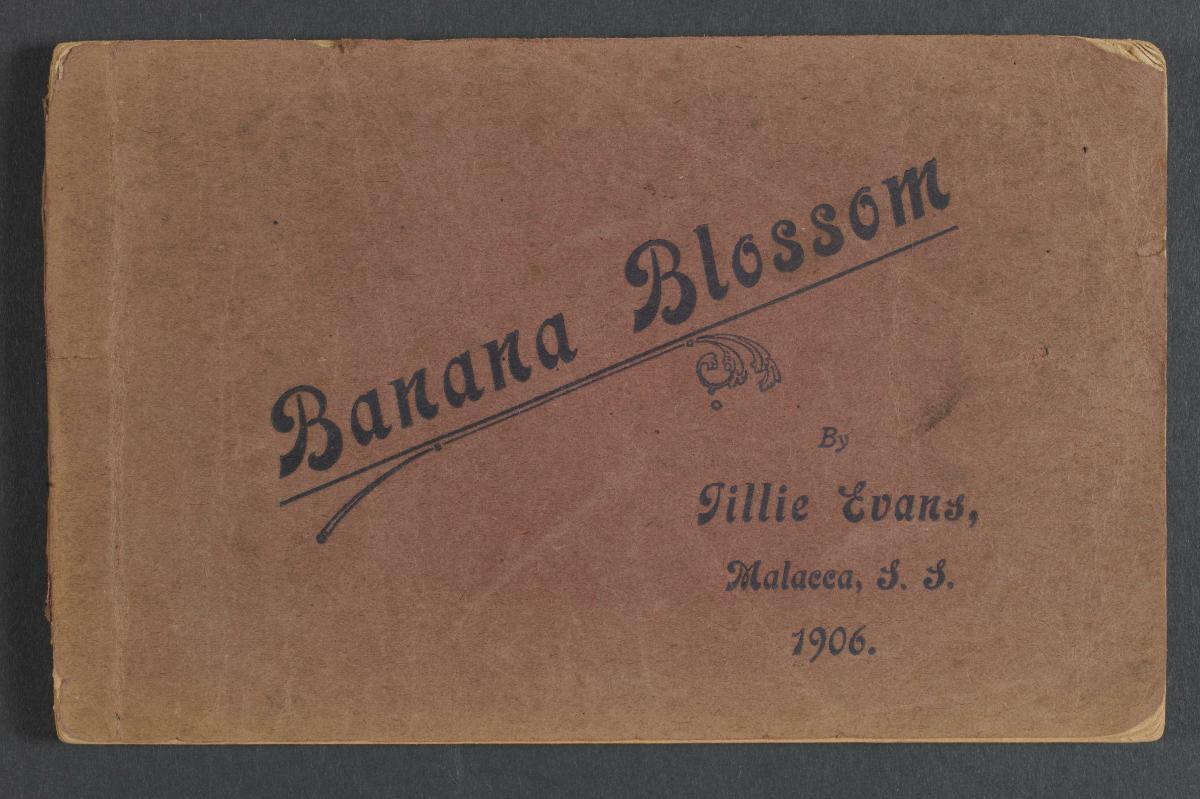 Banana Blossom
By
Tillie Evans,
Malacca, S. S.
1906.